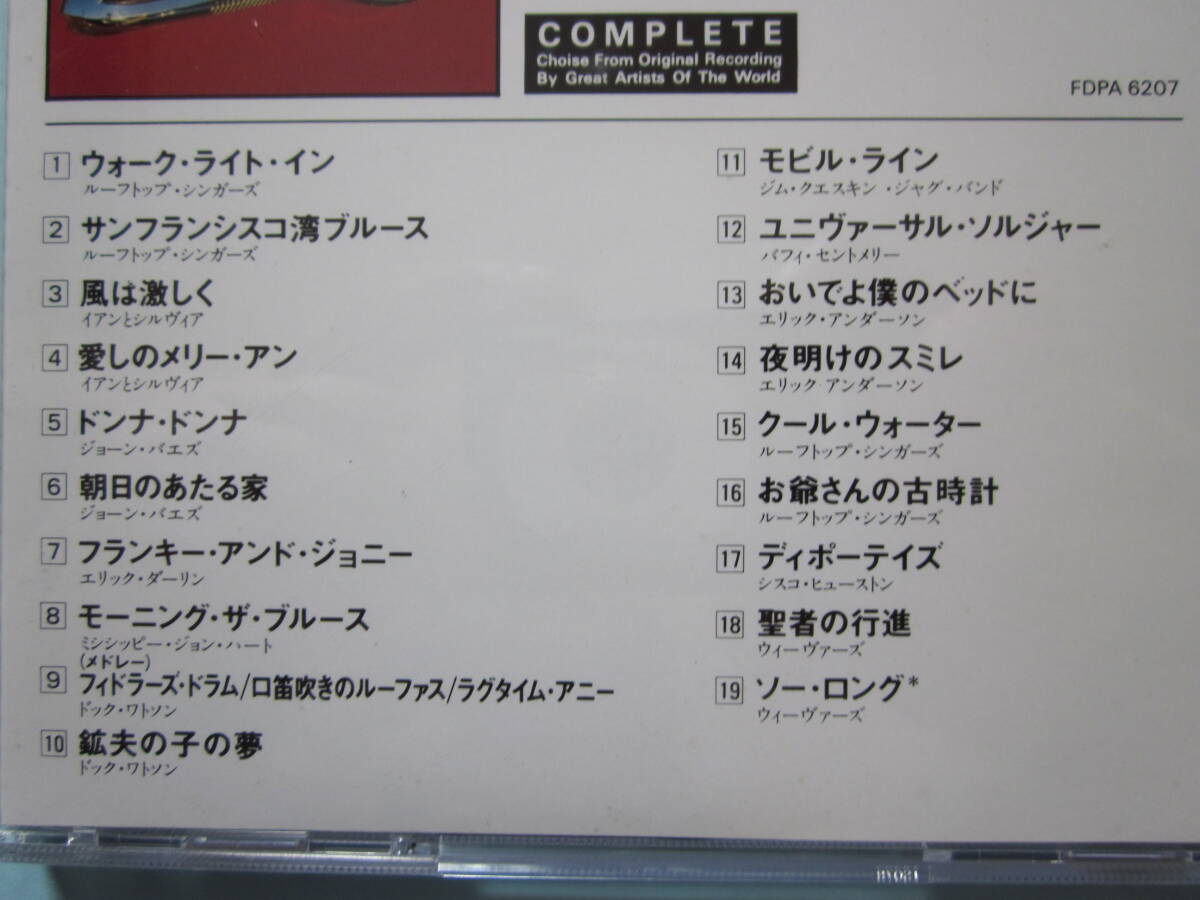 COMPLETE
Choise From Original Recording
By Great Artists Of The World
FDPA 6207
1 ウォーク・ライト・イン
ルーフトップ・シンガーズ
2 サンフランシスコ湾ブルース
ルーフトップ・シンガーズ
3 風は激しく
イアンとシルヴィア
4 愛しのメリー・アン
イアンとシルヴィア
5 ドンナ・ドンナ
ジョーン・バエズ
6 朝日のあたる家
ジョーン・バエズ
7 フランキー・アンド・ジョニー
エリック・ダーリン
8 モーニング・ザ・ブルース
ミシシッピー・ジョン・ハート
(メドレー)
9 フィドラーズ・ドラム/口笛吹きのルーファス/ラグタイム・アニー
ドック・ワトソン
10 鉱夫の子の夢
ドック・ワトソン
11 モビル・ライン
ジム・クエスキン・ジャグ・バンド
12 ユニヴァーサル・ソルジャー
バフィ・セントメリー
13 おいでよ僕のベッドに
エリック・アンダーソン
14 夜明けのスミレ
エリック アンダーソン
15 クール・ウォーター
ルーフトップ・シンガーズ
16 お爺さんの古時計
ルーフトップ・シンガーズ
17 ディポーテイズ
シスコ・ヒューストン
18 聖者の行進
ウィーヴァーズ
19 ソー・ロング*
ウィーヴァーズ